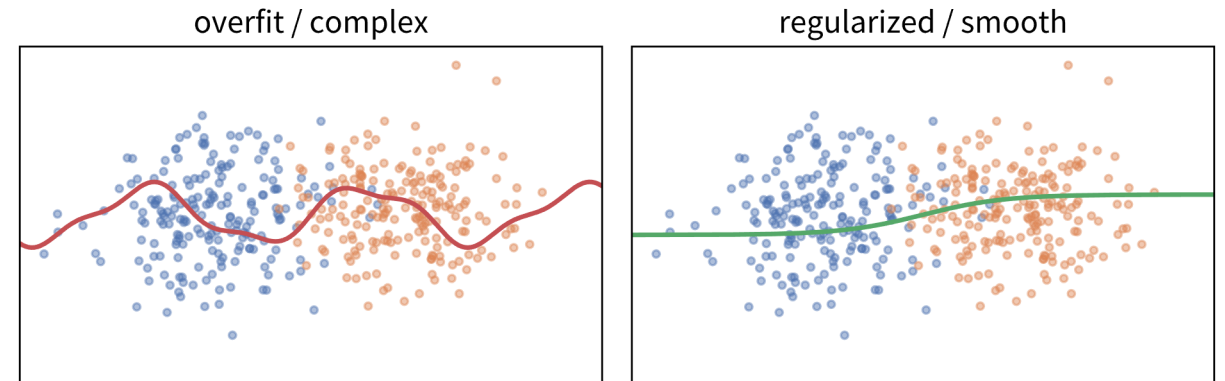 overfit / complex
regularized / smooth